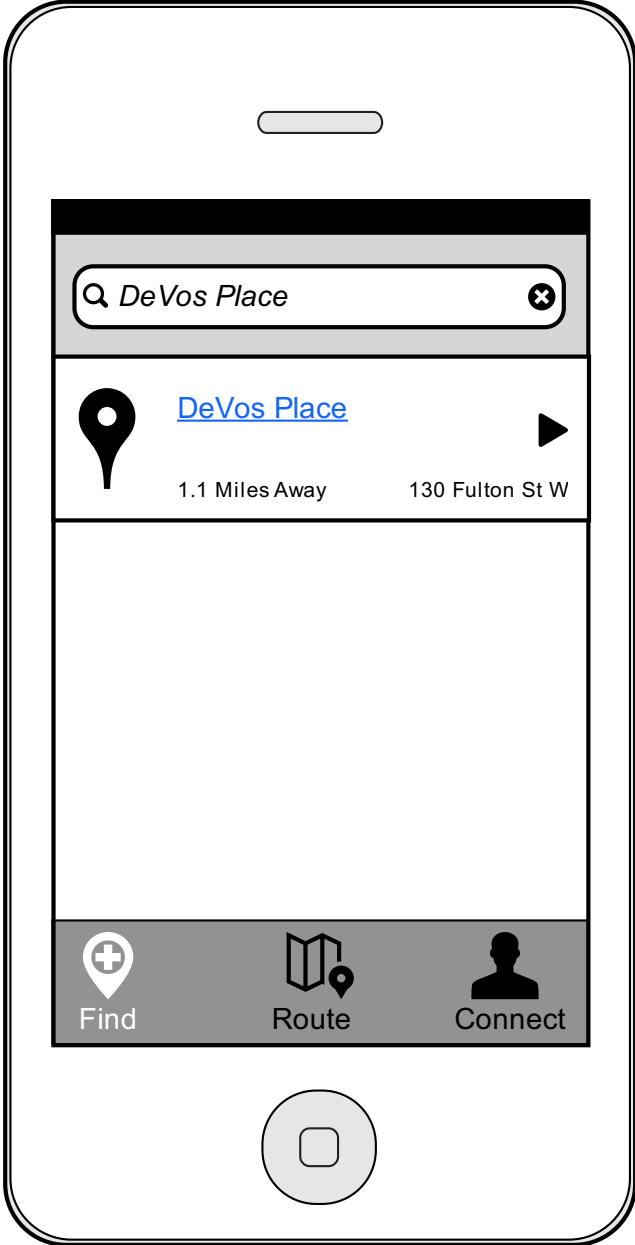 DeVos Place
DeVos Place
1.1 Miles Away 130 Fulton St W
Find Route Connect